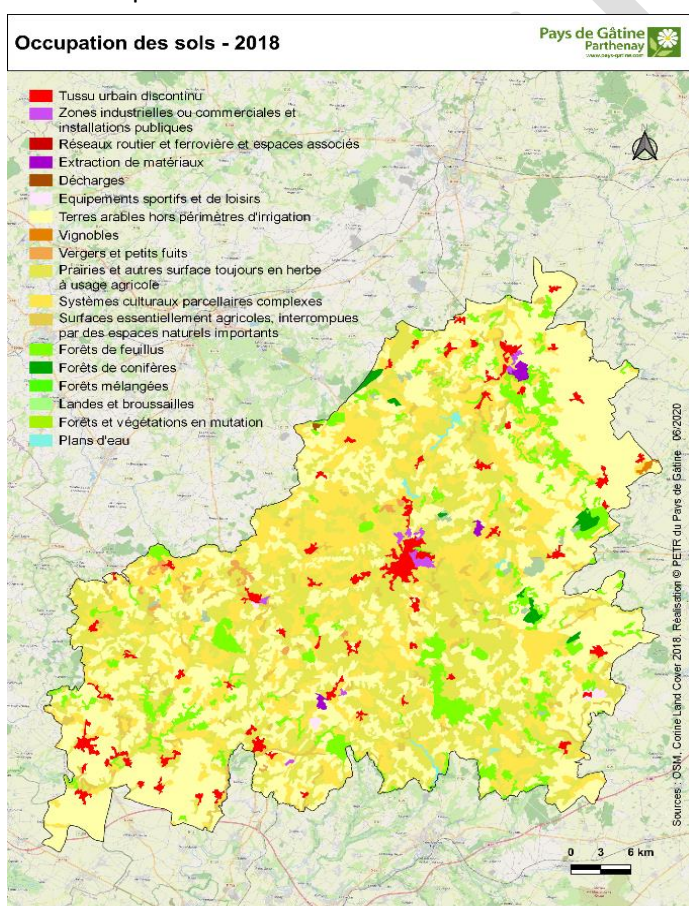 Occupation des sols - 2018
Pays de Gâtine
Parthenay
www.pays-gatine.com
Tussu urbain discontinu
Zones industrielles ou commerciales et
installations publiques
Réseaux routier et ferrovière et espaces associés
Extraction de matériaux
Décharges
Equipements sportifs et de loisirs
Terres arables hors périmètres d'irrigation
Vignobles
Vergers et petits fuits
Prairies et autres surface toujours en herbe
à usage agricole
Systèmes culturaux parcellaires complexes
Surfaces essentiellement agricoles, interrompues
par des espaces naturels importants
Forêts de feuillus
Forêts de conifères
Forêts mélangées
Landes et broussailles
Forêts et végétations en mutation
Plans d'eau
Sources : OSM, Corine Land Cover 2018. Réalisation © PETR du Pays de Gâtine - 06/2020
0 3 6 km